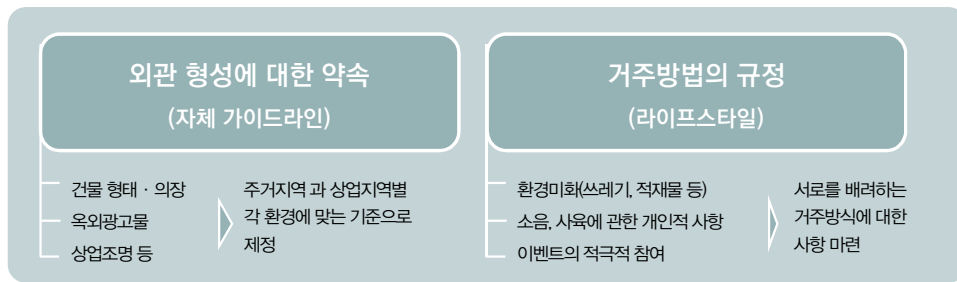 외관 형성에 대한 약속
(자체 가이드라인)
건물 형태 · 의장
옥외광고물
상업조명 등
주거지역 과 상업지역별
각 환경에 맞는 기준으로
제정
거주방법의 규정
(라이프스타일)
환경미화(쓰레기, 적재물 등)
소음, 사육에 관한 개인적 사항
이벤트의 적극적 참여
서로를 배려하는
거주방식에 대한
사항 마련